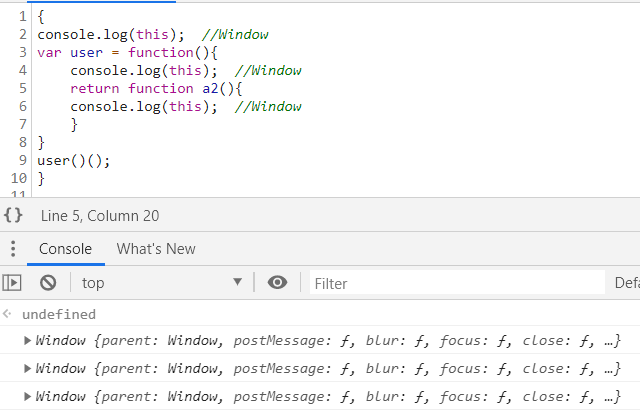 1 {
2 console.log(this);  //Window
3 var user = function(){
4     console.log(this);  //Window
5     return function a2(){
6     console.log(this);  //Window
7     }
8 }
9 user()();
10 }
11
{} Line 5, Column 20
Console What's New
top Filter Defa
undefined
Window {parent: Window, postMessage: ƒ, blur: ƒ, focus: ƒ, close: ƒ, …}
Window {parent: Window, postMessage: ƒ, blur: ƒ, focus: ƒ, close: ƒ, …}
Window {parent: Window, postMessage: ƒ, blur: ƒ, focus: ƒ, close: ƒ, …}